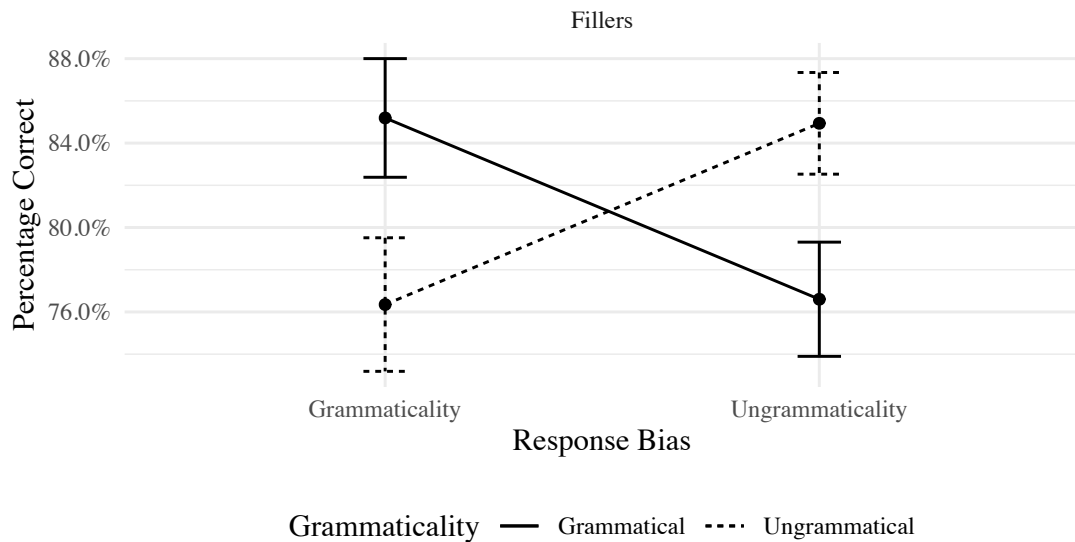 Fillers
88.0%
84.0%
80.0%
76.0%
Percentage Correct
Grammaticality Ungrammaticality
Response Bias
Grammaticality Grammatical Ungrammatical